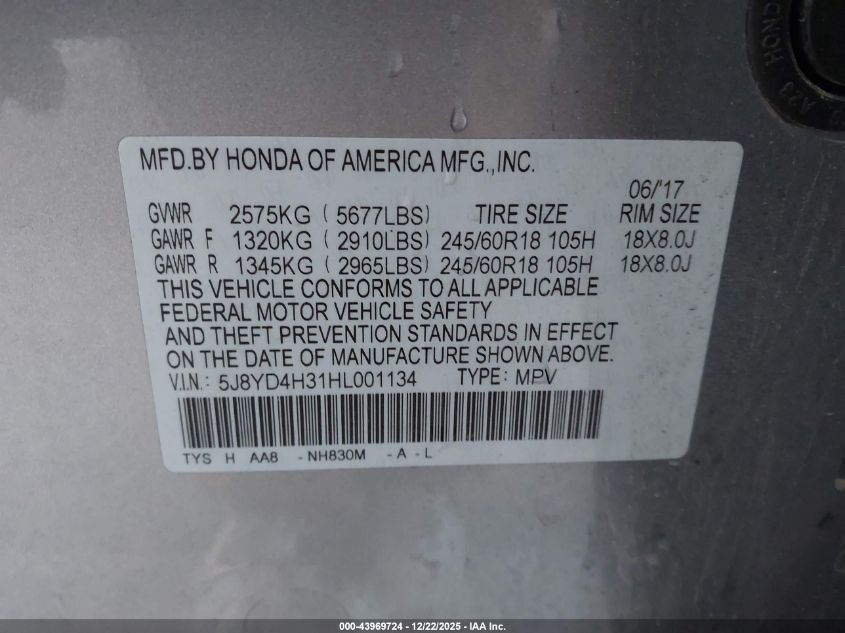 MFD.BY HONDA OF AMERICA MFG.,INC.
06/'17
GVWR 2575KG ( 5677LBS) TIRE SIZE RIM SIZE
GAWR F 1320KG ( 2910LBS) 245/60R18 105H 18X8.0J
GAWR R 1345KG ( 2965LBS) 245/60R18 105H 18X8.0J
THIS VEHICLE CONFORMS TO ALL APPLICABLE
FEDERAL MOTOR VEHICLE SAFETY
AND THEFT PREVENTION STANDARDS IN EFFECT
ON THE DATE OF MANUFACTURE SHOWN ABOVE.
V.I.N.: 5J8YD4H31HL001134 TYPE: MPV
TYS H AA8 -NH830M -A -L
000-43969724 - 12/22/2025 - IAA Inc.